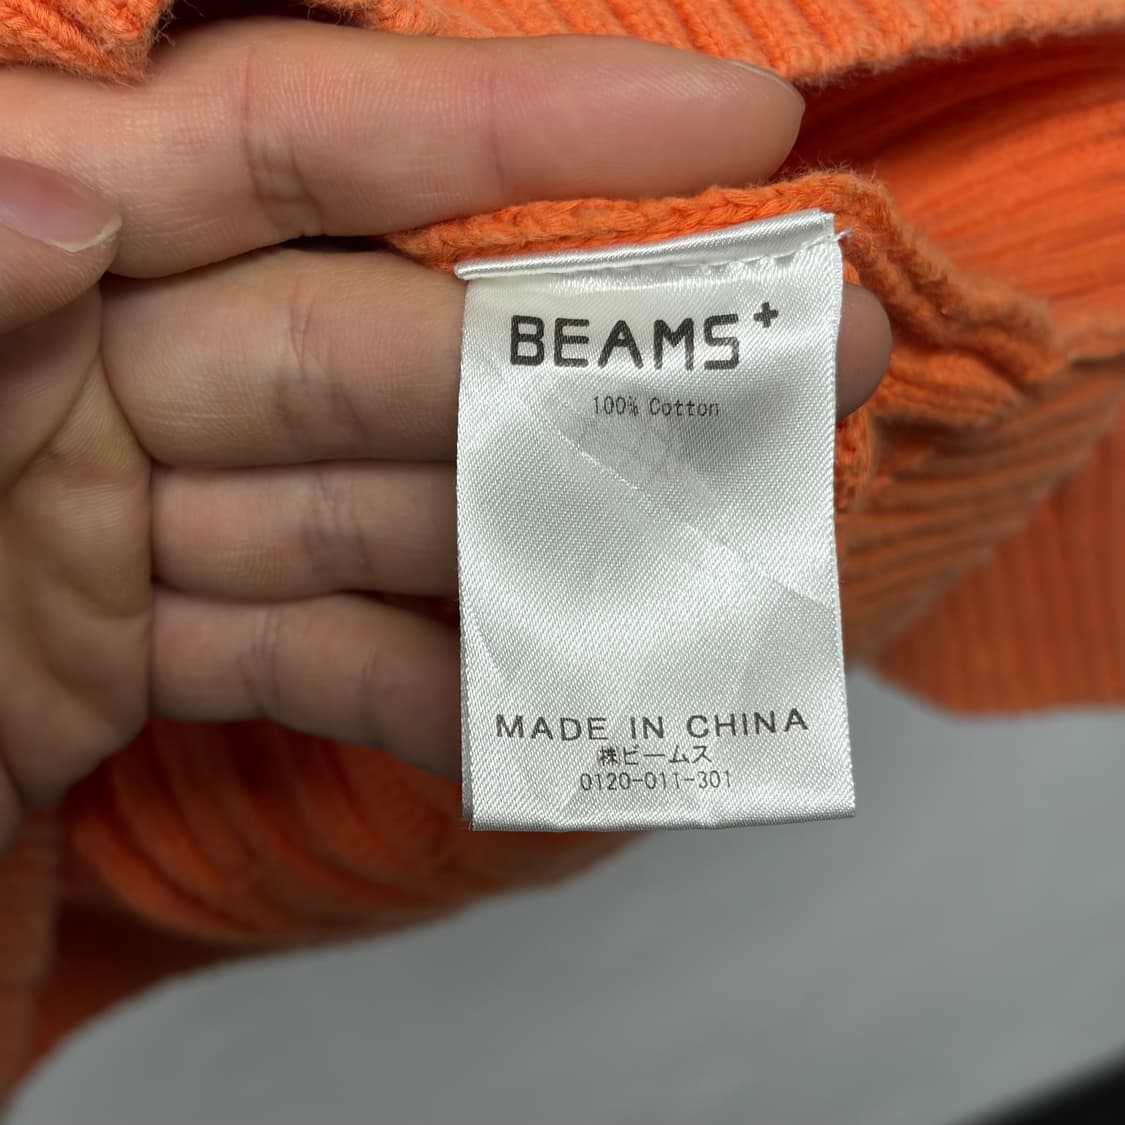 BEAMS+
100% Cotton
MADE IN CHINA
㈱ビームス
0120-011-301